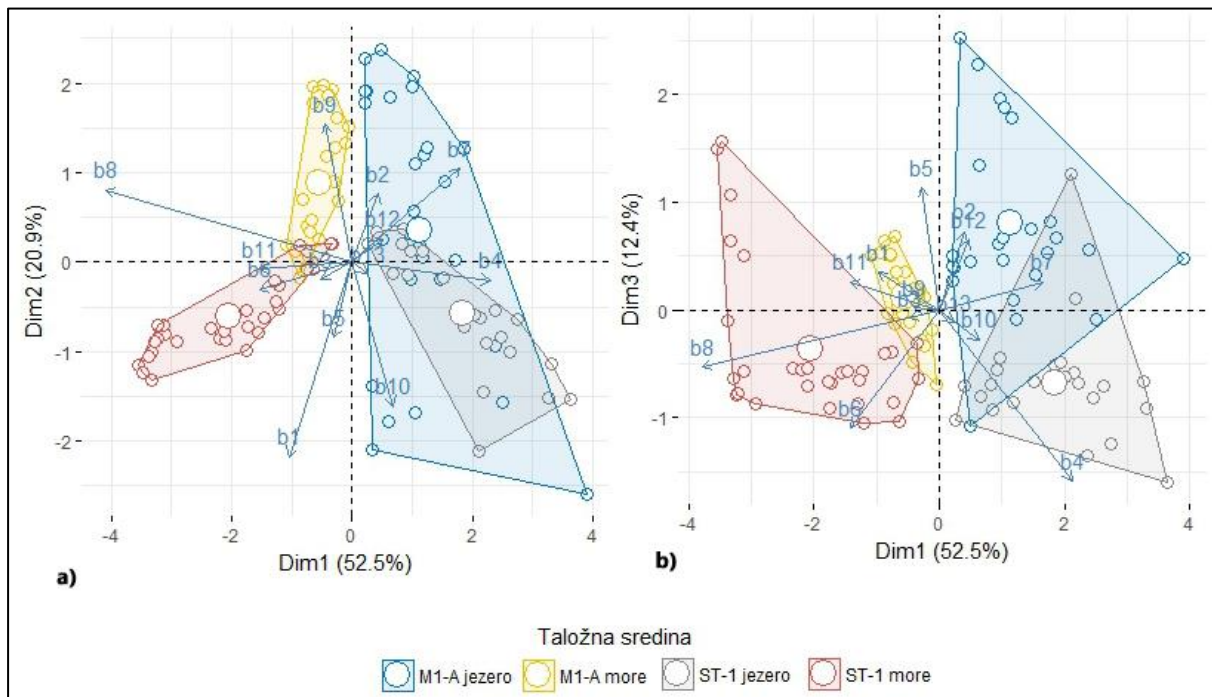 b9
b8
b7
b2
b12
b11
b3
b4
b6
b5
b10
b1
2
1
0
-1
-2
Dim2 (20.9%)
-4
-2
0
2
4
Dim1 (52.5%)
a)
b5
b2
b12
b1
b11
b7
b9
b13
b10
b8
b6
b4
2
1
0
-1
Dim3 (12.4%)
-4
-2
0
2
4
Dim1 (52.5%)
b)
Taložna sredina
M1-A jezero
M1-A more
ST-1 jezero
ST-1 more